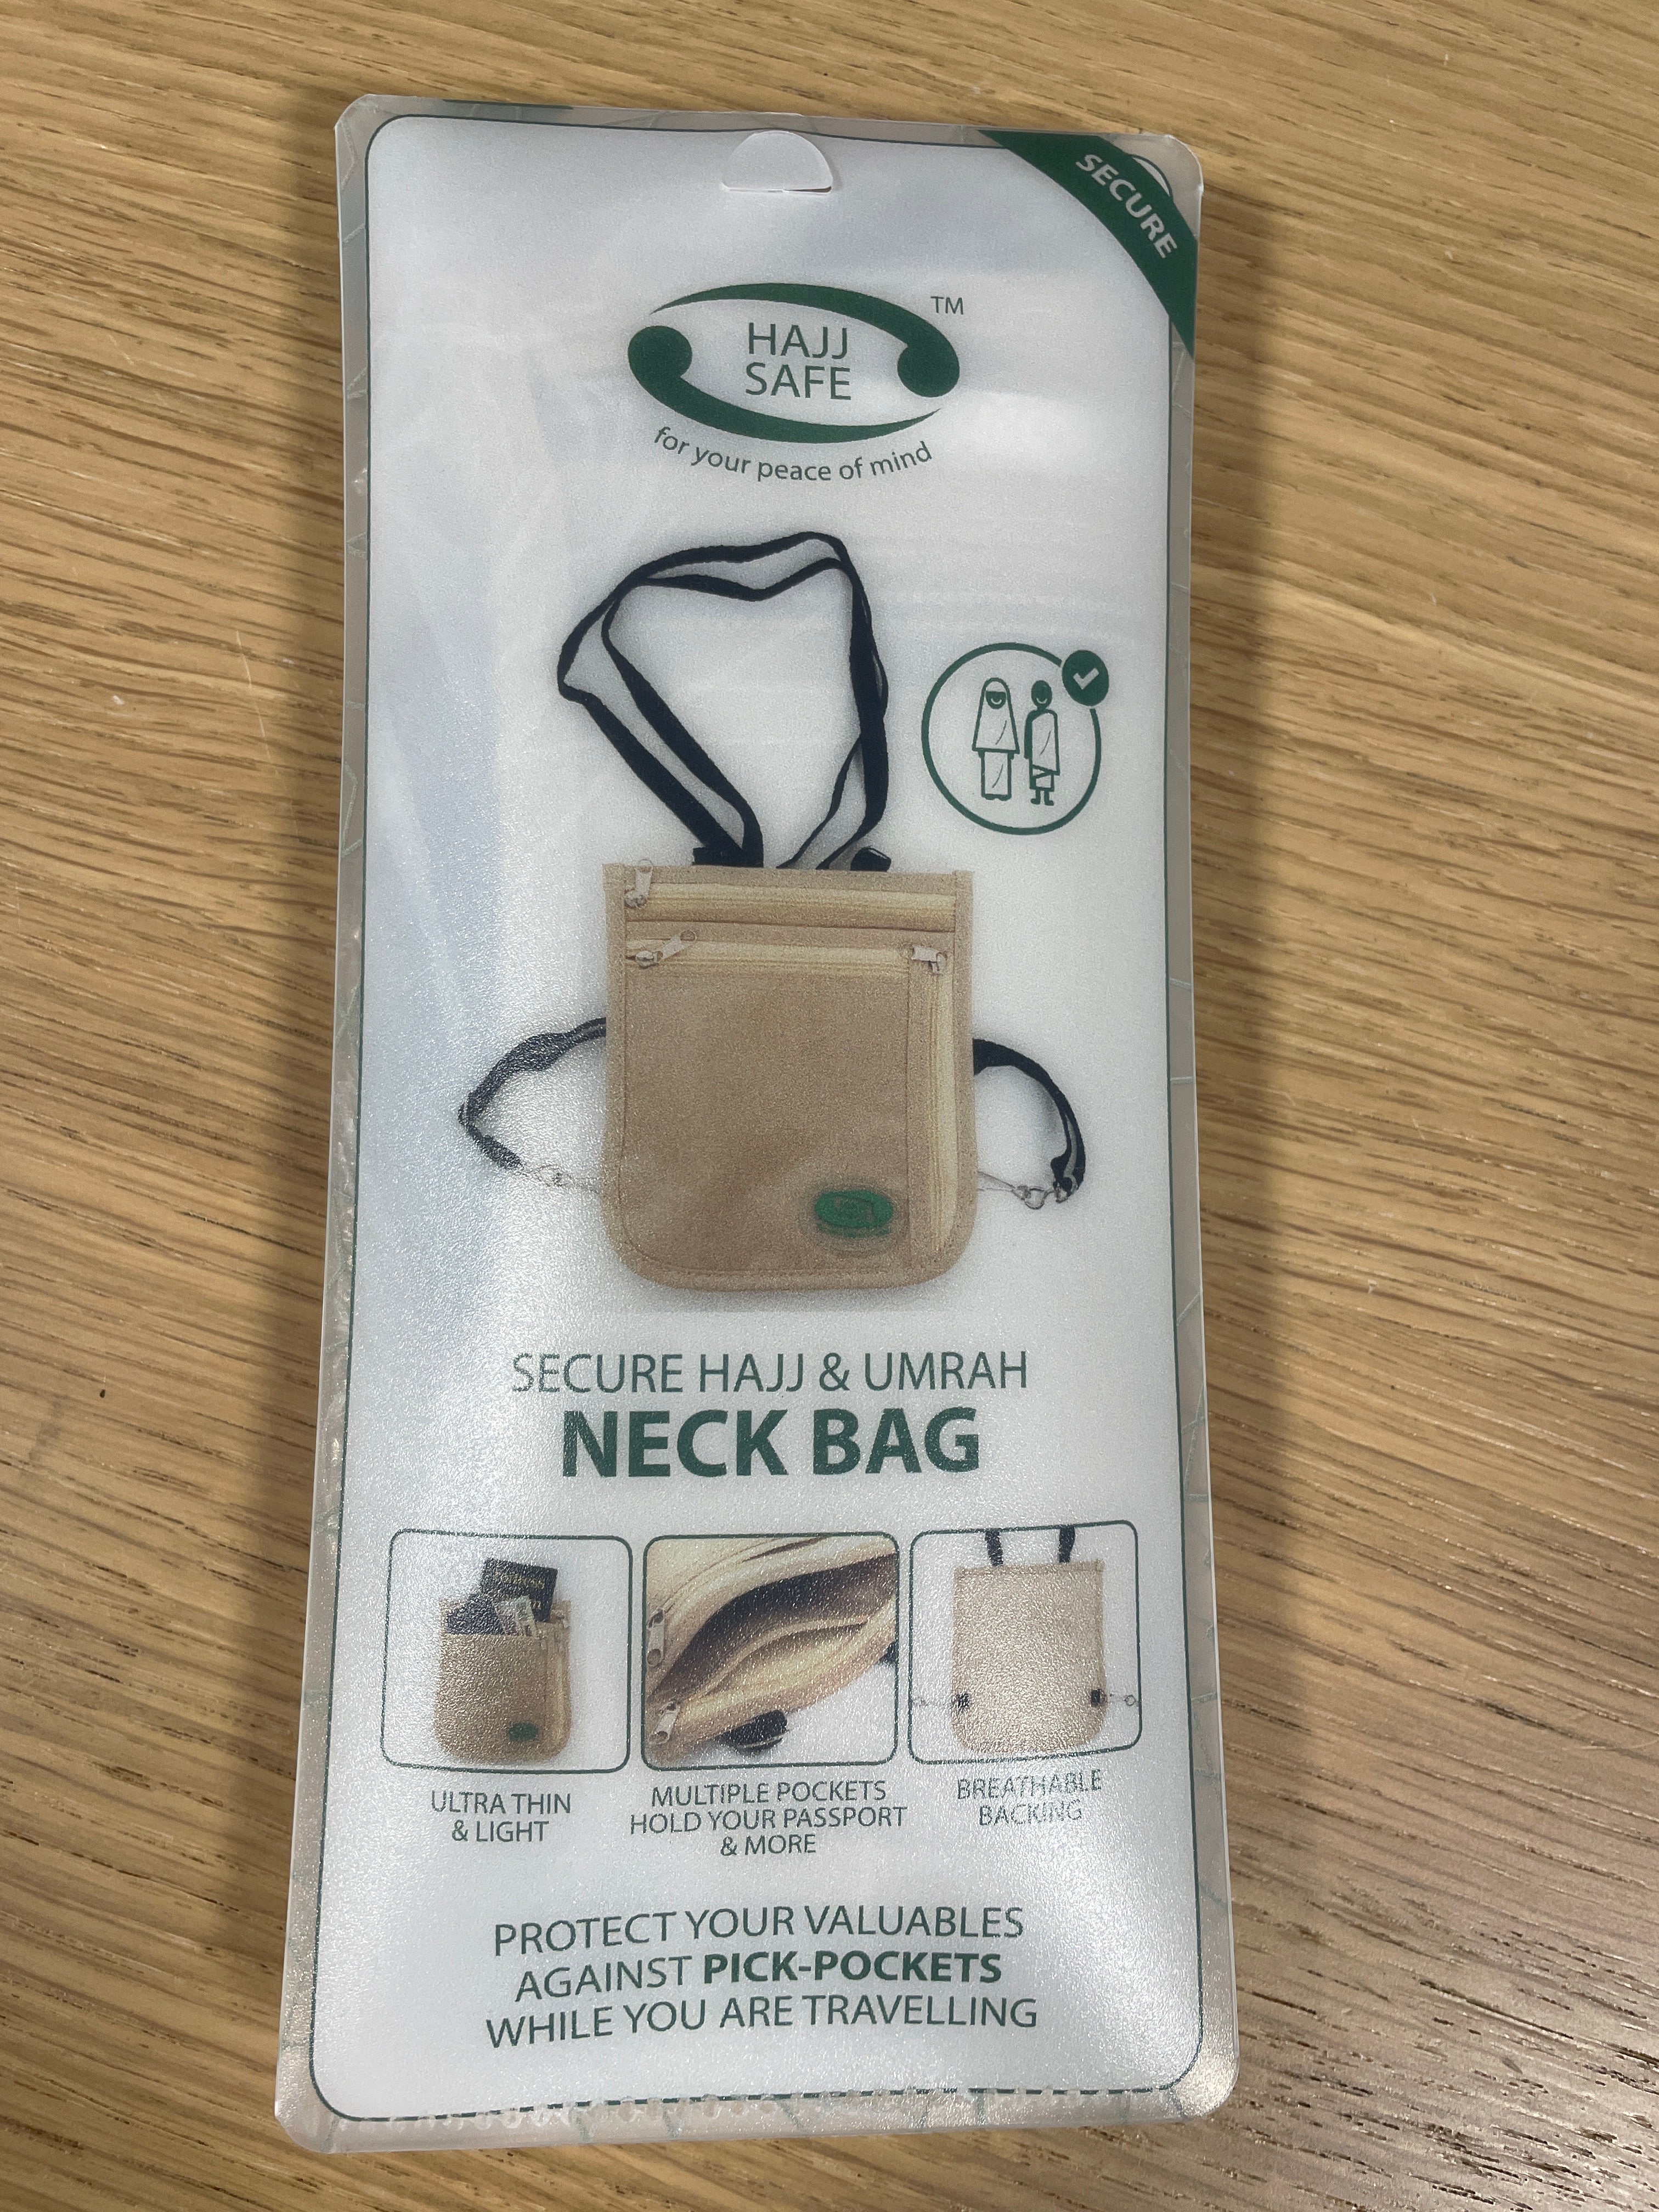 SECURE
HAJJ
SAFE
TM
for your peace of mind
SECURE HAJJ & UMRAH
NECK BAG
ULTRA THIN
& LIGHT
MULTIPLE POCKETS
HOLD YOUR PASSPORT
& MORE
BREATHABLE
BACKING
PROTECT YOUR VALUABLES
AGAINST PICK-POCKETS
WHILE YOU ARE TRAVELLING